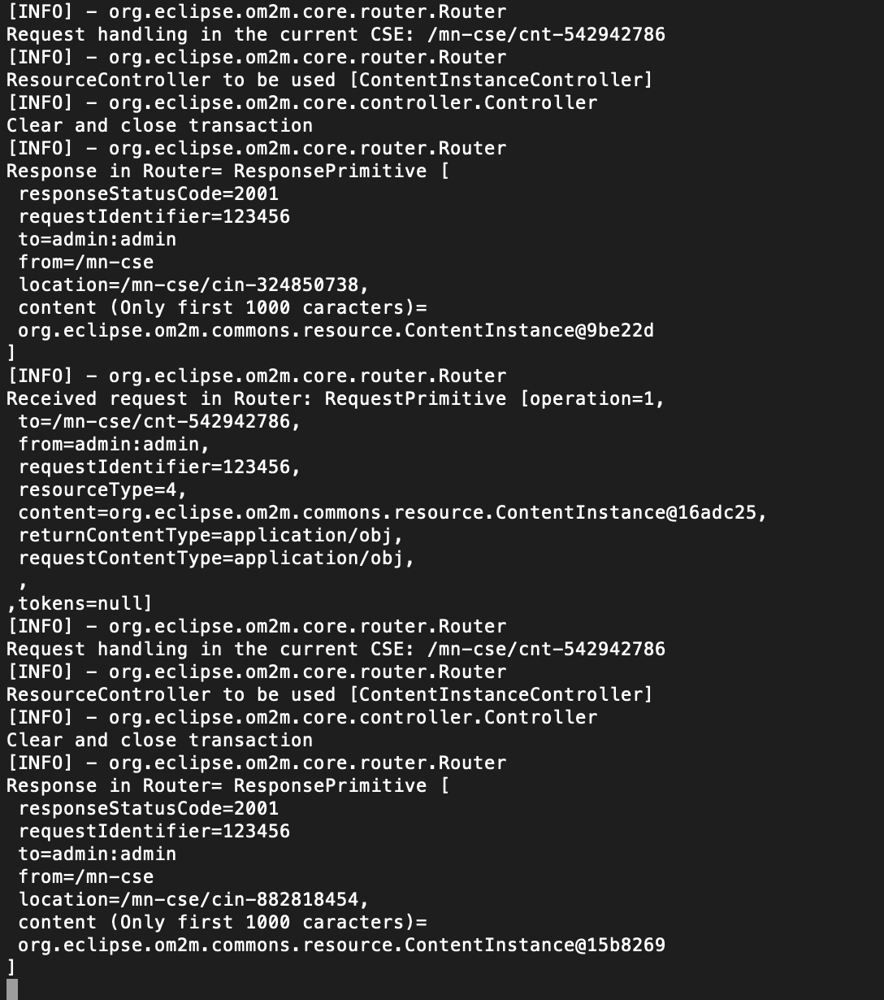 [INFO] - org.eclipse.om2m.core.router.Router
Request handling in the current CSE: /mn-cse/cnt-542942786
[INFO] - org.eclipse.om2m.core.router.Router
ResourceController to be used [ContentInstanceController]
[INFO] - org.eclipse.om2m.core.controller.Controller
Clear and close transaction
[INFO] - org.eclipse.om2m.core.router.Router
Response in Router= ResponsePrimitive [
 responseStatusCode=2001
 requestIdentifier=123456
 to=admin:admin
 from=/mn-cse
 location=/mn-cse/cin-324850738,
 content (Only first 1000 caracters)=
 org.eclipse.om2m.commons.resource.ContentInstance@9be22d
]
[INFO] - org.eclipse.om2m.core.router.Router
Received request in Router: RequestPrimitive [operation=1,
 to=/mn-cse/cnt-542942786,
 from=admin:admin,
 requestIdentifier=123456,
 resourceType=4,
 content=org.eclipse.om2m.commons.resource.ContentInstance@16adc25,
 returnContentType=application/obj,
 requestContentType=application/obj,
 ,
,tokens=null]
[INFO] - org.eclipse.om2m.core.router.Router
Request handling in the current CSE: /mn-cse/cnt-542942786
[INFO] - org.eclipse.om2m.core.router.Router
ResourceController to be used [ContentInstanceController]
[INFO] - org.eclipse.om2m.core.controller.Controller
Clear and close transaction
[INFO] - org.eclipse.om2m.core.router.Router
Response in Router= ResponsePrimitive [
 responseStatusCode=2001
 requestIdentifier=123456
 to=admin:admin
 from=/mn-cse
 location=/mn-cse/cin-882818454,
 content (Only first 1000 caracters)=
 org.eclipse.om2m.commons.resource.ContentInstance@15b8269
]